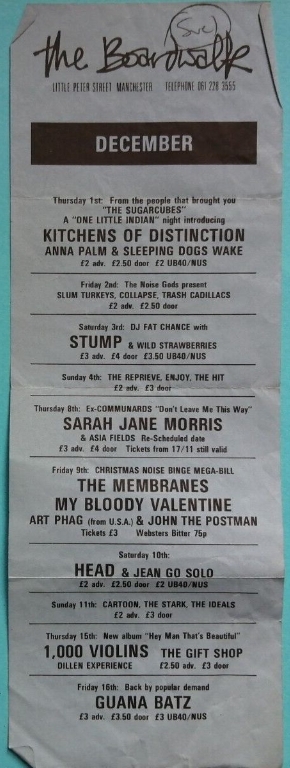 Suc
the Boardwalk
LITTLE PETER STREET MANCHESTER TELEPHONE 061 228 3555
DECEMBER
Thursday 1st: From the people that brought you
"THE SUGARCUBES"
A "ONE LITTLE INDIAN" night introducing
KITCHENS OF DISTINCTION
ANNA PALM & SLEEPING DOGS WAKE
£2 adv. £2.50 door £2 UB40/NUS
Friday 2nd: The Noise Gods present
SLUM TURKEYS, COLLAPSE, TRASH CADILLACS
£2 adv. £2.50 door
Saturday 3rd: DJ FAT CHANCE with
STUMP & WILD STRAWBERRIES
£3 adv. £4 door £3.50 UB40/NUS
Sunday 4th: THE REPRIEVE, ENJOY, THE HIT
£2 adv. £3 door
Thursday 8th: Ex-COMMUNARDS "Don't Leave Me This Way"
SARAH JANE MORRIS
& ASIA FIELDS Re-Scheduled date
£3 adv. £4 door Tickets from 17/11 still valid
Friday 9th: CHRISTMAS NOISE BINGE MEGA-BILL
THE MEMBRANES
MY BLOODY VALENTINE
ART PHAG (from U.S.A.) & JOHN THE POSTMAN
Tickets £3 Websters Bitter 75p
Saturday 10th:
HEAD & JEAN GO SOLO
£2 adv. £2.50 door £2 UB40/NUS
Sunday 11th: CARTOON, THE STARK, THE IDEALS
£2 adv. £3 door
Thursday 15th: New album "Hey Man That's Beautiful"
1,000 VIOLINS THE GIFT SHOP
DILLEN EXPERIENCE £2.50 adv. £3 door
Friday 16th: Back by popular demand
GUANA BATZ
£3 adv. £3.50 door £3 UB40/NUS